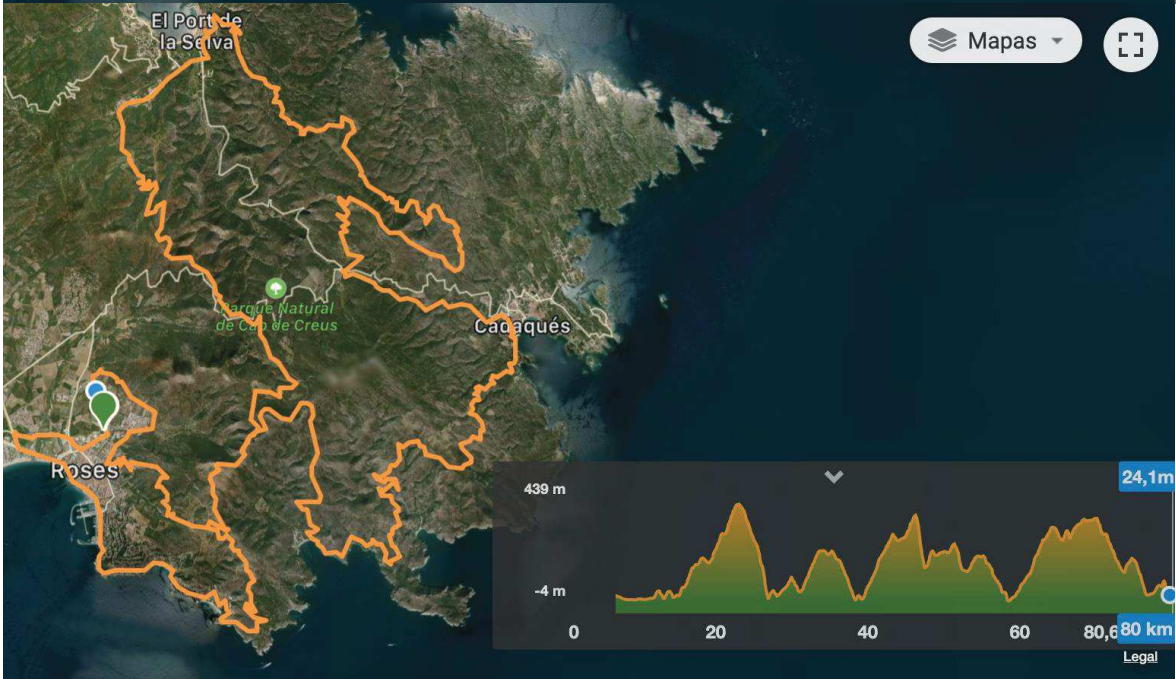 El Port de
la Selva
Mapas
Parque Natural
de Cap de Creus
Cadaqués
Roses
439 m
24,1m
-4 m
0
20
40
60
80,6
80 km
Legal